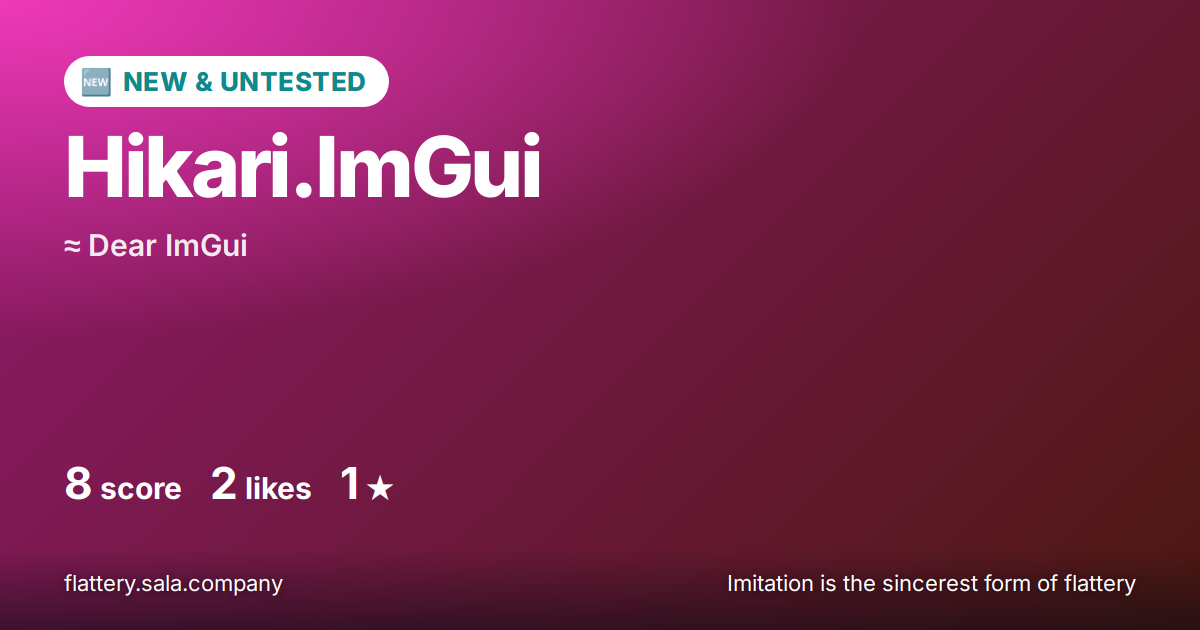 🆕 NEW & UNTESTED
Hikari.ImGui
≈ Dear ImGui
8 score 2 likes 1 ★
flattery.sala.company
Imitation is the sincerest form of flattery